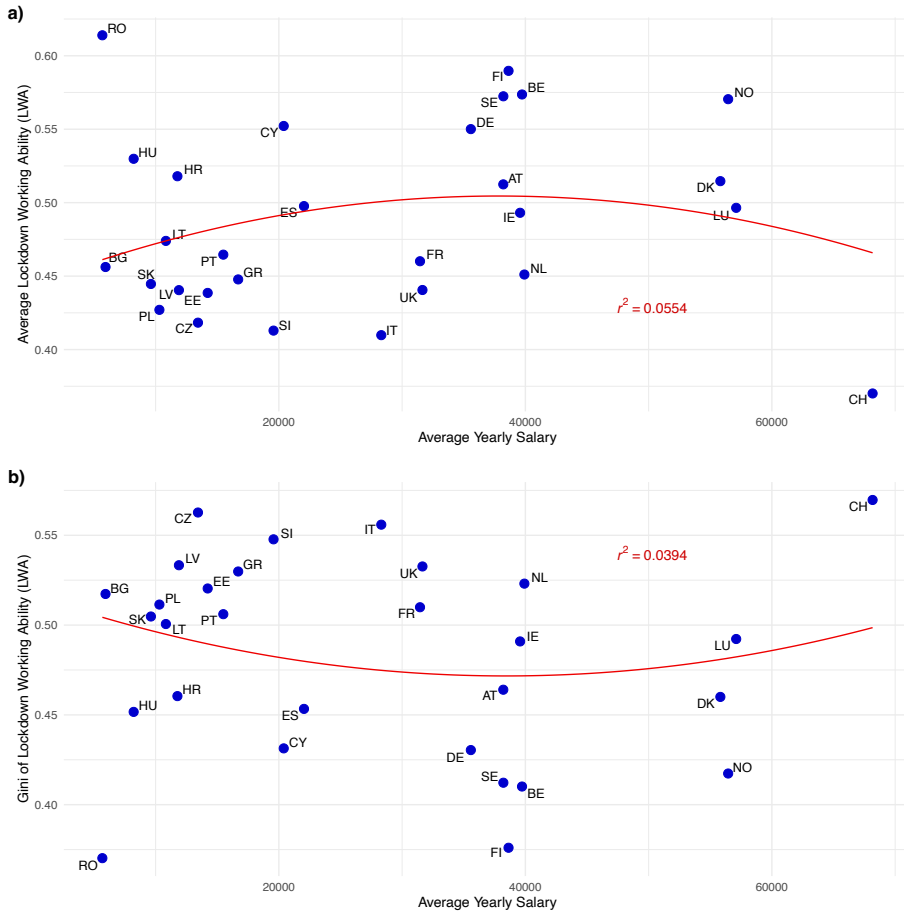 a)
RO
0.60
FI
BE
NO
SE
CY
DE
0.55
HU
HR
AT
DK
0.50
ES
IE
LU
LT
PT
FR
BG
GR
NL
SK
0.45
LV
EE
UK
PL
r² = 0.0554
CZ
SI
IT
0.40
CH
Average Lockdown Working Ability (LWA)
20000
40000
60000
Average Yearly Salary
b)
CZ
CH
SI
IT
0.55
r² = 0.0394
LV
GR
UK
NL
BG
EE
PL
FR
SK
PT
LT
0.50
IE
LU
HR
AT
HU
DK
ES
0.45
CY
DE
NO
SE
BE
0.40
FI
RO
Gini of Lockdown Working Ability (LWA)
20000
40000
60000
Average Yearly Salary